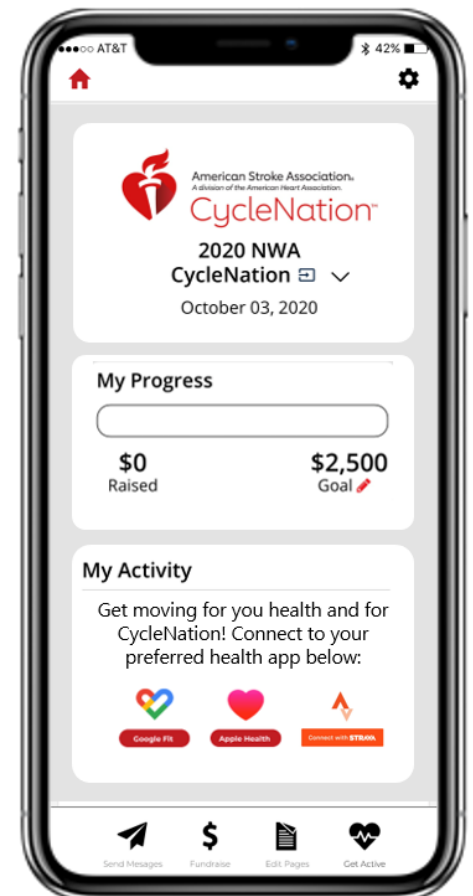 AT&T 42%
American Stroke Association.
A division of the American Heart Association.
CycleNation™
2020 NWA
CycleNation
October 03, 2020
My Progress
$0 $2,500
Raised Goal
My Activity
Get moving for you health and for
CycleNation! Connect to your
preferred health app below:
Google Fit Apple Health Connect with STRAVA
Send Mesages Fundraise Edit Pages Get Active